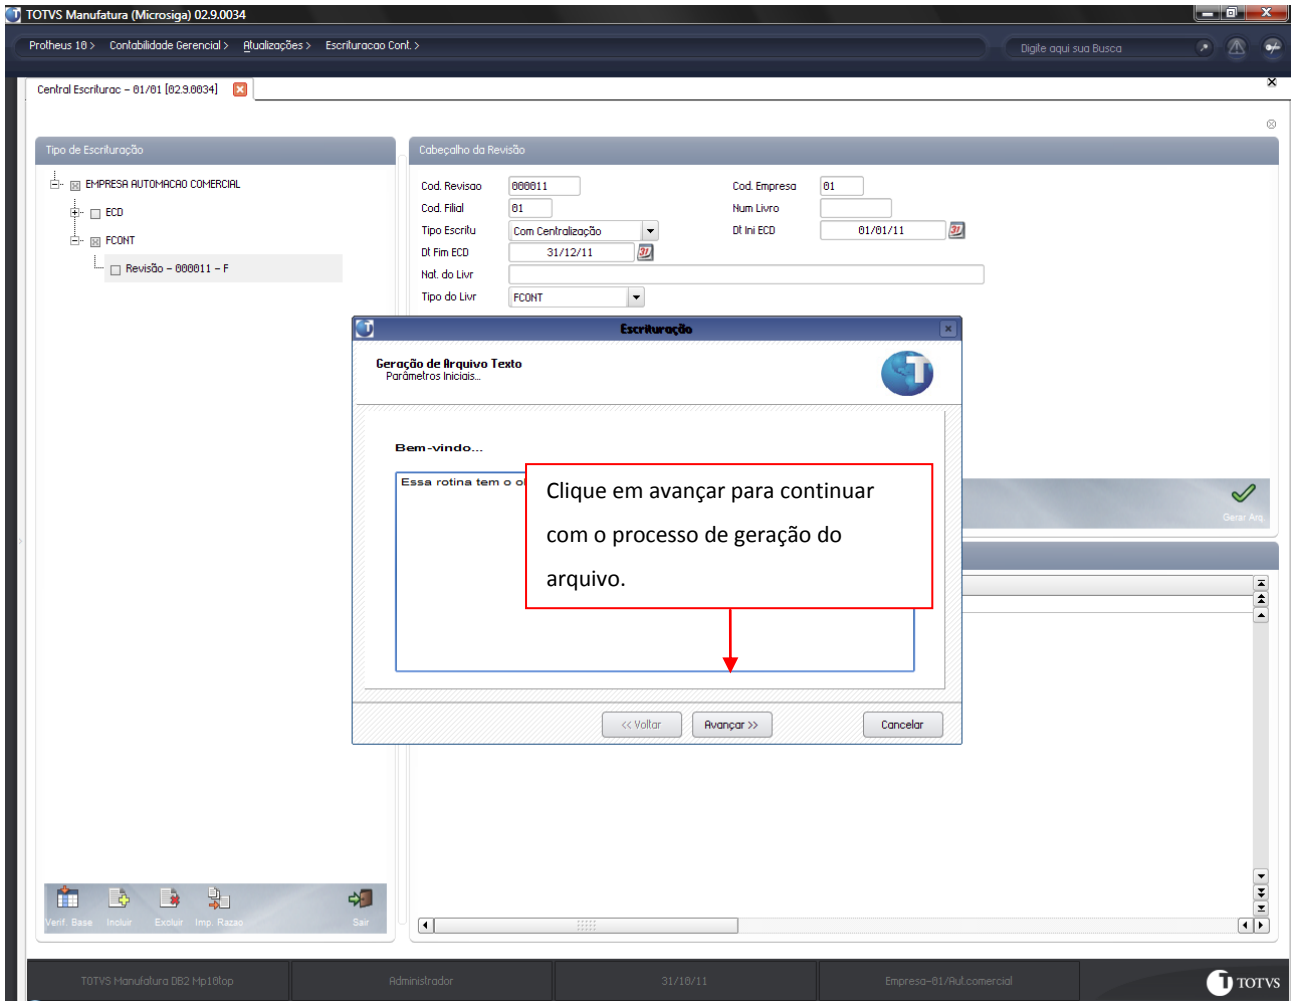 TOTVS Manufatura (Microsiga) 02.9.0034
Protheus 10 > Contabilidade Gerencial > Atualizações > Escrituracao Cont. >
Digite aqui sua Busca
Central Escriturac - 01/01 [02.9.0034]
Tipo de Escrituração
EMPRESA AUTOMACAO COMERCIAL
ECD
FCONT
Revisão - 000011 - F
Cabeçalho da Revisão
Cod. Revisao 000011 Cod. Empresa 01
Cod. Filial 01 Num Livro
Tipo Escritu Com Centralização Dt Ini ECD 01/01/11
Dt Fim ECD 31/12/11
Nat. do Livr
Tipo do Livr FCONT
Escrituração
Geração de Arquivo Texto
Parâmetros Iniciais...
Bem-vindo...
Essa rotina tem o
Clique em avançar para continuar
com o processo de geração do
arquivo.
Gerar Arq.
<< Voltar Avançar >> Cancelar
Verif. Base Incluir Excluir Imp. Razao Sair
TOTVS Manufatura DB2 Mp10top Administrador 31/10/11 Empresa-01/Aut.comercial TOTVS